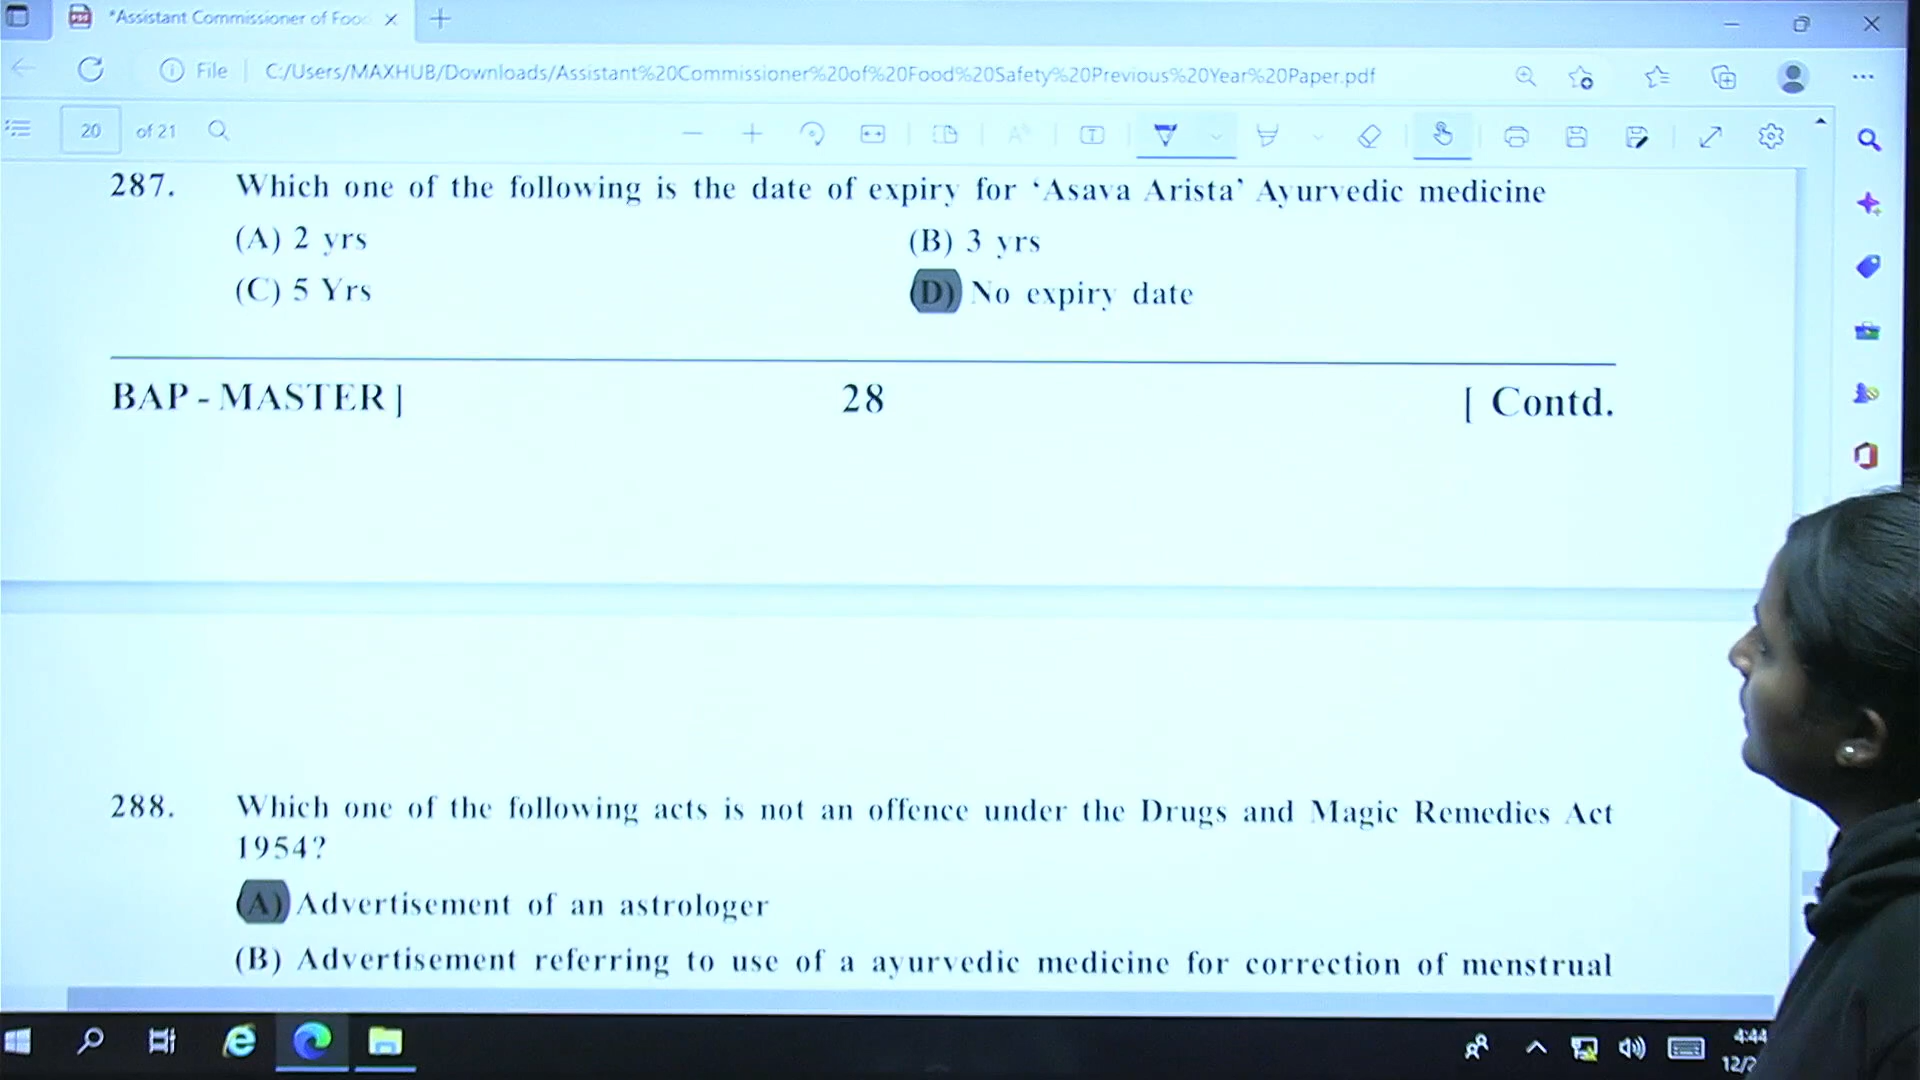 *Assistant Commissioner of Food
File
C:/Users/MAXHUB/Downloads/Assistant%20Commissioner%20of%20Food%20Safety%20Previous%20Year%20Paper.pdf
20 of 21
287. Which one of the following is the date of expiry for ‘Asava Arista’ Ayurvedic medicine
(A) 2 yrs (B) 3 yrs
(C) 5 Yrs (D) No expiry date
BAP - MASTER ] 28 [ Contd.
288. Which one of the following acts is not an offence under the Drugs and Magic Remedies Act
1954?
(A) Advertisement of an astrologer
(B) Advertisement referring to use of a ayurvedic medicine for correction of menstrual
4:44